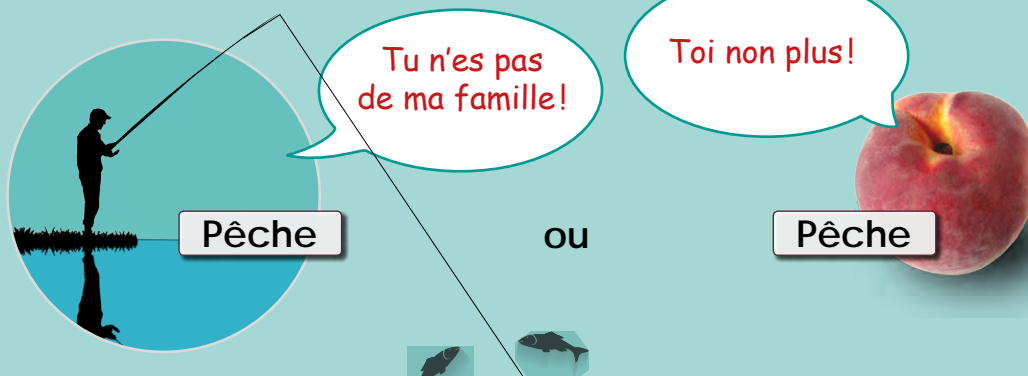 Tu n'es pas
de ma famille!
Toi non plus!
Pêche
ou
Pêche